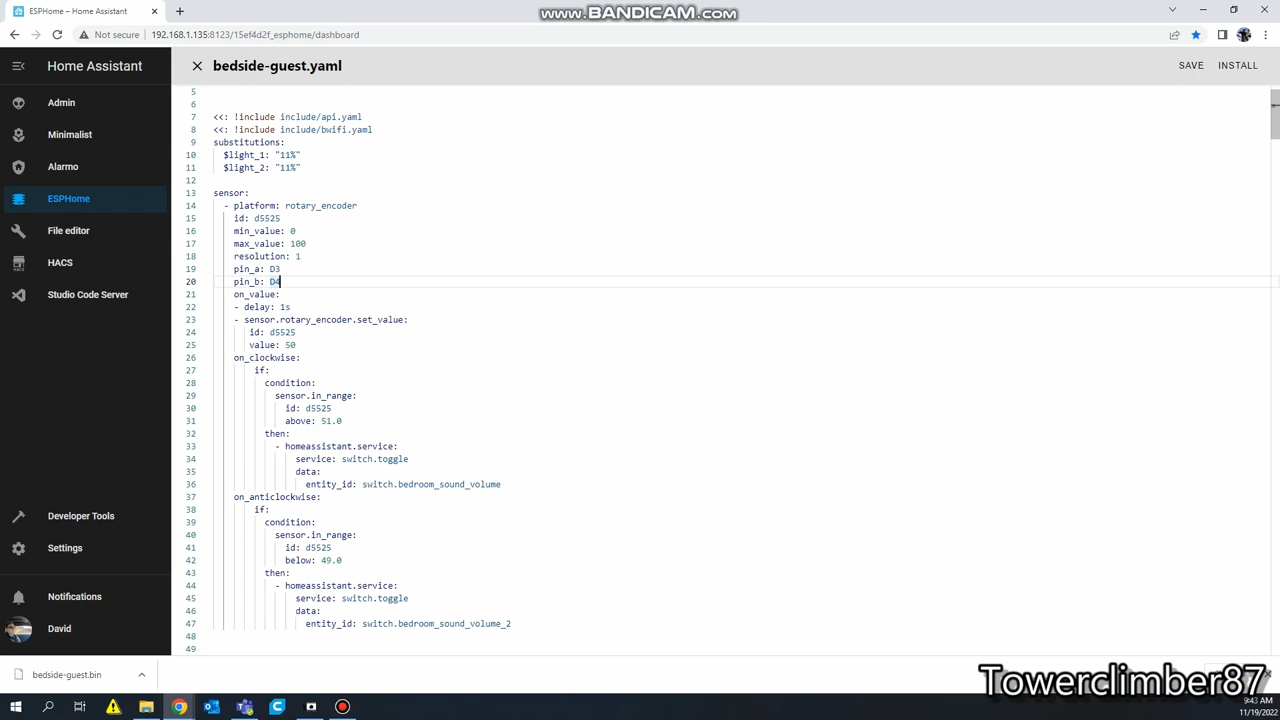 ESPHome – Home Assistant
www.BANDICAM.com
Not secure
192.168.1.135:8123/15ef4d2f_esphome/dashboard
Home Assistant
bedside-guest.yaml
SAVE
INSTALL
Admin
Minimalist
Alarmo
ESPHome
File editor
HACS
Studio Code Server
Developer Tools
Settings
Notifications
David
5
6
7 <<: !include include/api.yaml
8 <<: !include include/bwifi.yaml
9 substitutions:
10 $light_1: "11%"
11 $light_2: "11%"
12
13 sensor:
14 - platform: rotary_encoder
15 id: d5525
16 min_value: 0
17 max_value: 100
18 resolution: 1
19 pin_a: D3
20 pin_b: D4
21 on_value:
22 - delay: 1s
23 - sensor.rotary_encoder.set_value:
24 id: d5525
25 value: 50
26 on_clockwise:
27 if:
28 condition:
29 sensor.in_range:
30 id: d5525
31 above: 51.0
32 then:
33 - homeassistant.service:
34 service: switch.toggle
35 data:
36 entity_id: switch.bedroom_sound_volume
37 on_anticlockwise:
38 if:
39 condition:
40 sensor.in_range:
41 id: d5525
42 below: 49.0
43 then:
44 - homeassistant.service:
45 service: switch.toggle
46 data:
47 entity_id: switch.bedroom_sound_volume_2
48
49
bedside-guest.bin
Towerclimber87
9:43 AM
11/19/2022